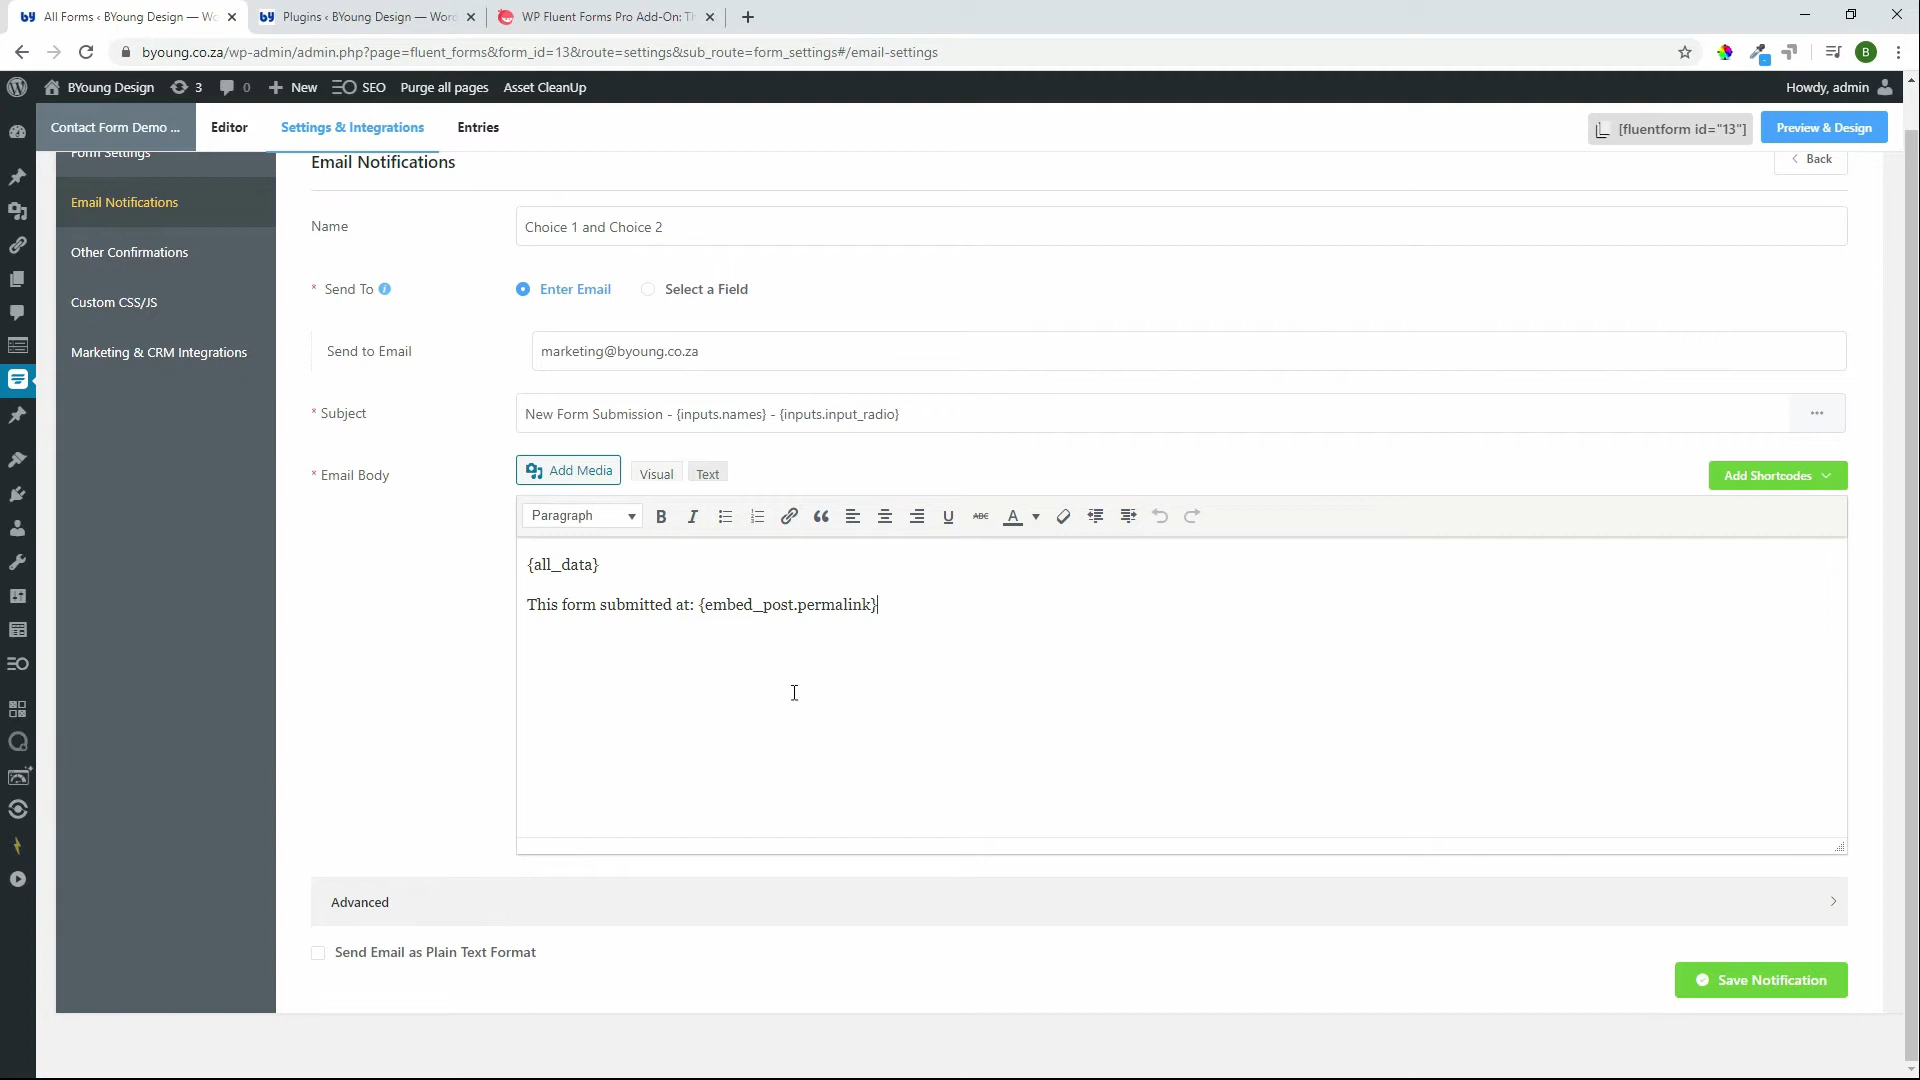 by All Forms ‹ BYoung Design — Wo
by Plugins ‹ BYoung Design — Word
WP Fluent Forms Pro Add-On: Th
byoung.co.za/wp-admin/admin.php?page=fluent_forms&form_id=13&route=settings&sub_route=form_settings#/email-settings
B
BYoung Design 3 0 New SEO Purge all pages Asset CleanUp Howdy, admin
Contact Form Demo ... Editor Settings & Integrations Entries [fluentform id="13"] Preview & Design
Form Settings
Email Notifications
Other Confirmations
Custom CSS/JS
Marketing & CRM Integrations
Email Notifications Back
Name Choice 1 and Choice 2
* Send To Enter Email Select a Field
Send to Email marketing@byoung.co.za
* Subject New Form Submission - {inputs.names} - {inputs.input_radio} ...
* Email Body Add Media Visual Text Add Shortcodes
Paragraph B I U ABC A
{all_data}
This form submitted at: {embed_post.permalink}
Advanced
Send Email as Plain Text Format
Save Notification